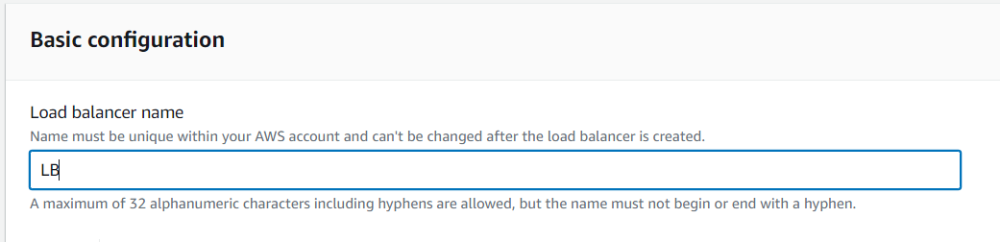 Basic configuration
Load balancer name
Name must be unique within your AWS account and can't be changed after the load balancer is created.
LB
A maximum of 32 alphanumeric characters including hyphens are allowed, but the name must not begin or end with a hyphen.